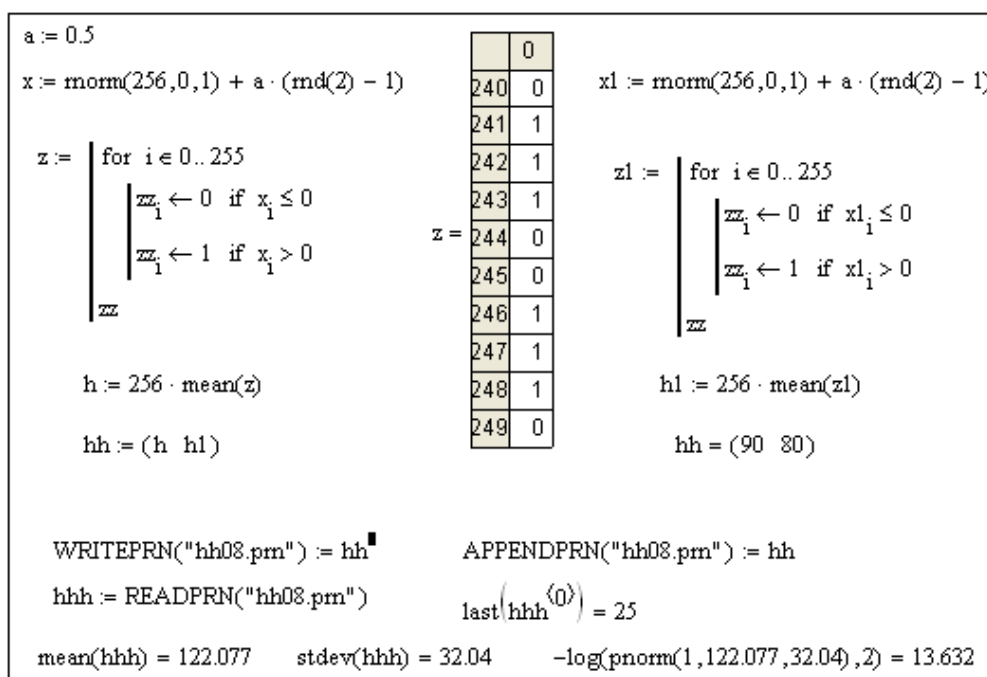 a := 0.5
x := rnorm(256,0,1) + a · (rnd(2) − 1)
z := for i ∈ 0.. 255
zz_i ← 0 if x_i ≤ 0
zz_i ← 1 if x_i > 0
zz
z =
0
240 0
241 1
242 1
243 1
244 0
245 0
246 1
247 1
248 1
249 0
x1 := rnorm(256,0,1) + a · (rnd(2) − 1)
z1 := for i ∈ 0.. 255
zz_i ← 0 if x1_i ≤ 0
zz_i ← 1 if x1_i > 0
zz
h := 256 · mean(z)
h1 := 256 · mean(z1)
hh := (h h1)
hh = (90 80)
WRITEPRN("hh08.prn") := hh
APPENDPRN("hh08.prn") := hh
hhh := READPRN("hh08.prn")
last(hhh^⟨0⟩) = 25
mean(hhh) = 122.077 stdev(hhh) = 32.04 −log(pnorm(1,122.077,32.04),2) = 13.632